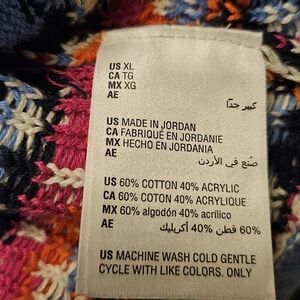 US XL
CA TG
MX XG
AE كبير جدًا
US MADE IN JORDAN
CA FABRIQUÉ EN JORDANIE
MX HECHO EN JORDANIA
AE صنع في الأردن
US 60% COTTON 40% ACRYLIC
CA 60% COTON 40% ACRYLIQUE
MX 60% algodón 40% acrílico
AE 60% قطن 40% أكريليك
US MACHINE WASH COLD GENTLE
CYCLE WITH LIKE COLORS. ONLY